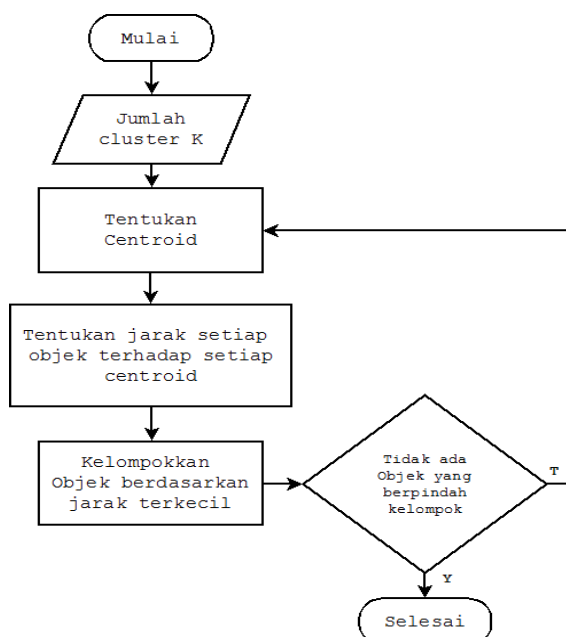 Mulai
Jumlah
cluster K
Tentukan
Centroid
Tentukan jarak setiap
objek terhadap setiap
centroid
Kelompokkan
Objek berdasarkan
jarak terkecil
Tidak ada
Objek yang
berpindah
kelompok
T
Y
Selesai